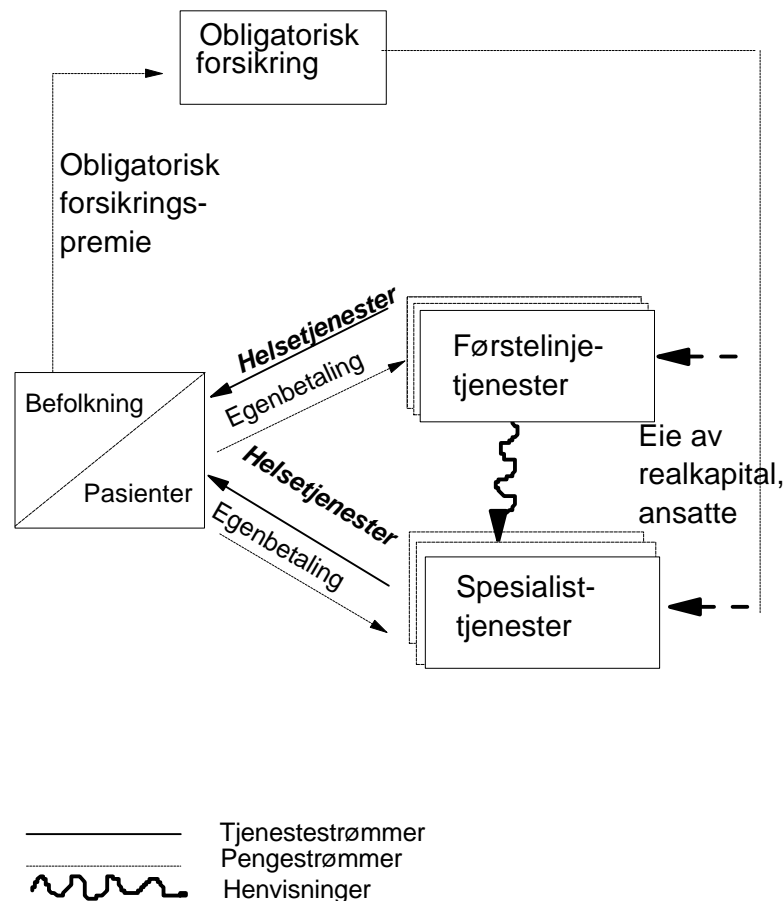 Obligatorisk
forsikring
Obligatorisk
forsikrings-
premie
Helsetjenester
Egenbetaling
Førstelinje-
tjenester
Befolkning
Pasienter
Helsetjenester
Egenbetaling
Eie av
realkapital,
ansatte
Spesialist-
tjenester
Tjenestestrømmer
Pengestrømmer
Henvisninger